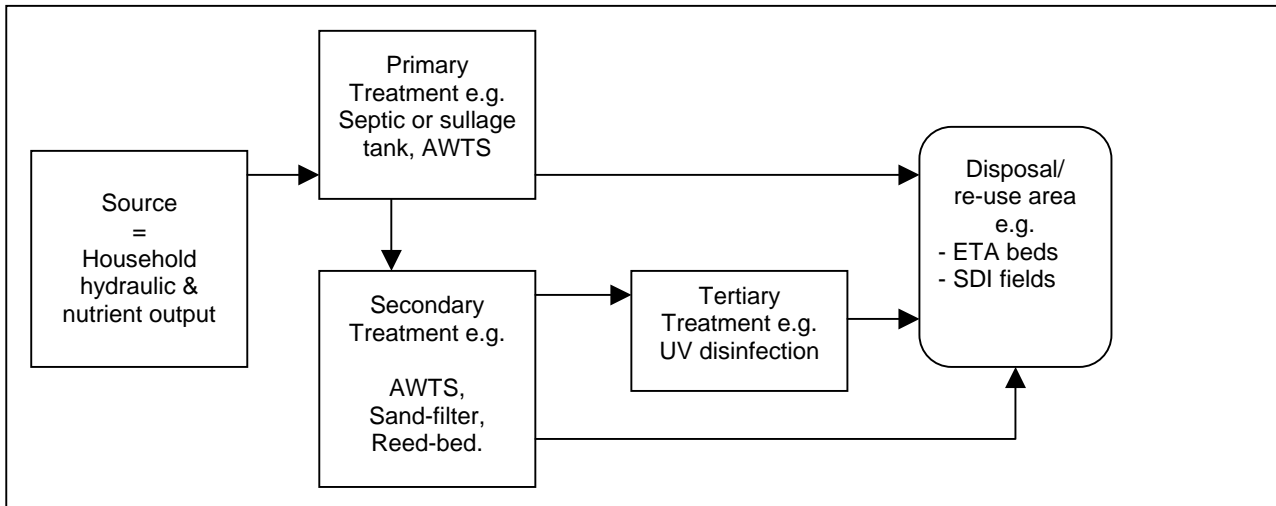 Source
=
Household
hydraulic &
nutrient output
Primary
Treatment e.g.
Septic or sullage
tank, AWTS
Secondary
Treatment e.g.
AWTS,
Sand-filter,
Reed-bed.
Tertiary
Treatment e.g.
UV disinfection
Disposal/
re-use area
e.g.
- ETA beds
- SDI fields